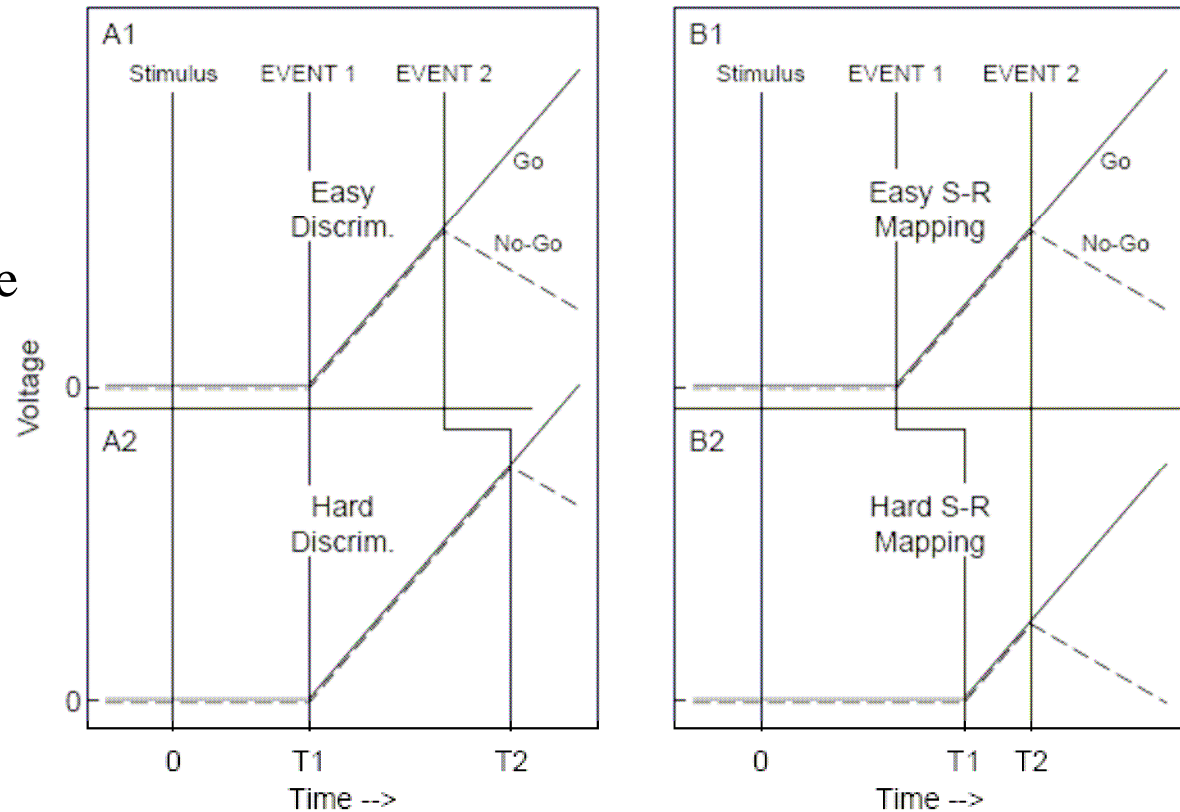 A1
Stimulus EVENT 1 EVENT 2
Go
Easy
Discrim.
No-Go
e
Voltage
0
A2
Hard
Discrim.
0
0 T1 T2
Time -->
B1
Stimulus EVENT 1 EVENT 2
Go
Easy S-R
Mapping
No-Go
B2
Hard S-R
Mapping
0 T1 T2
Time -->